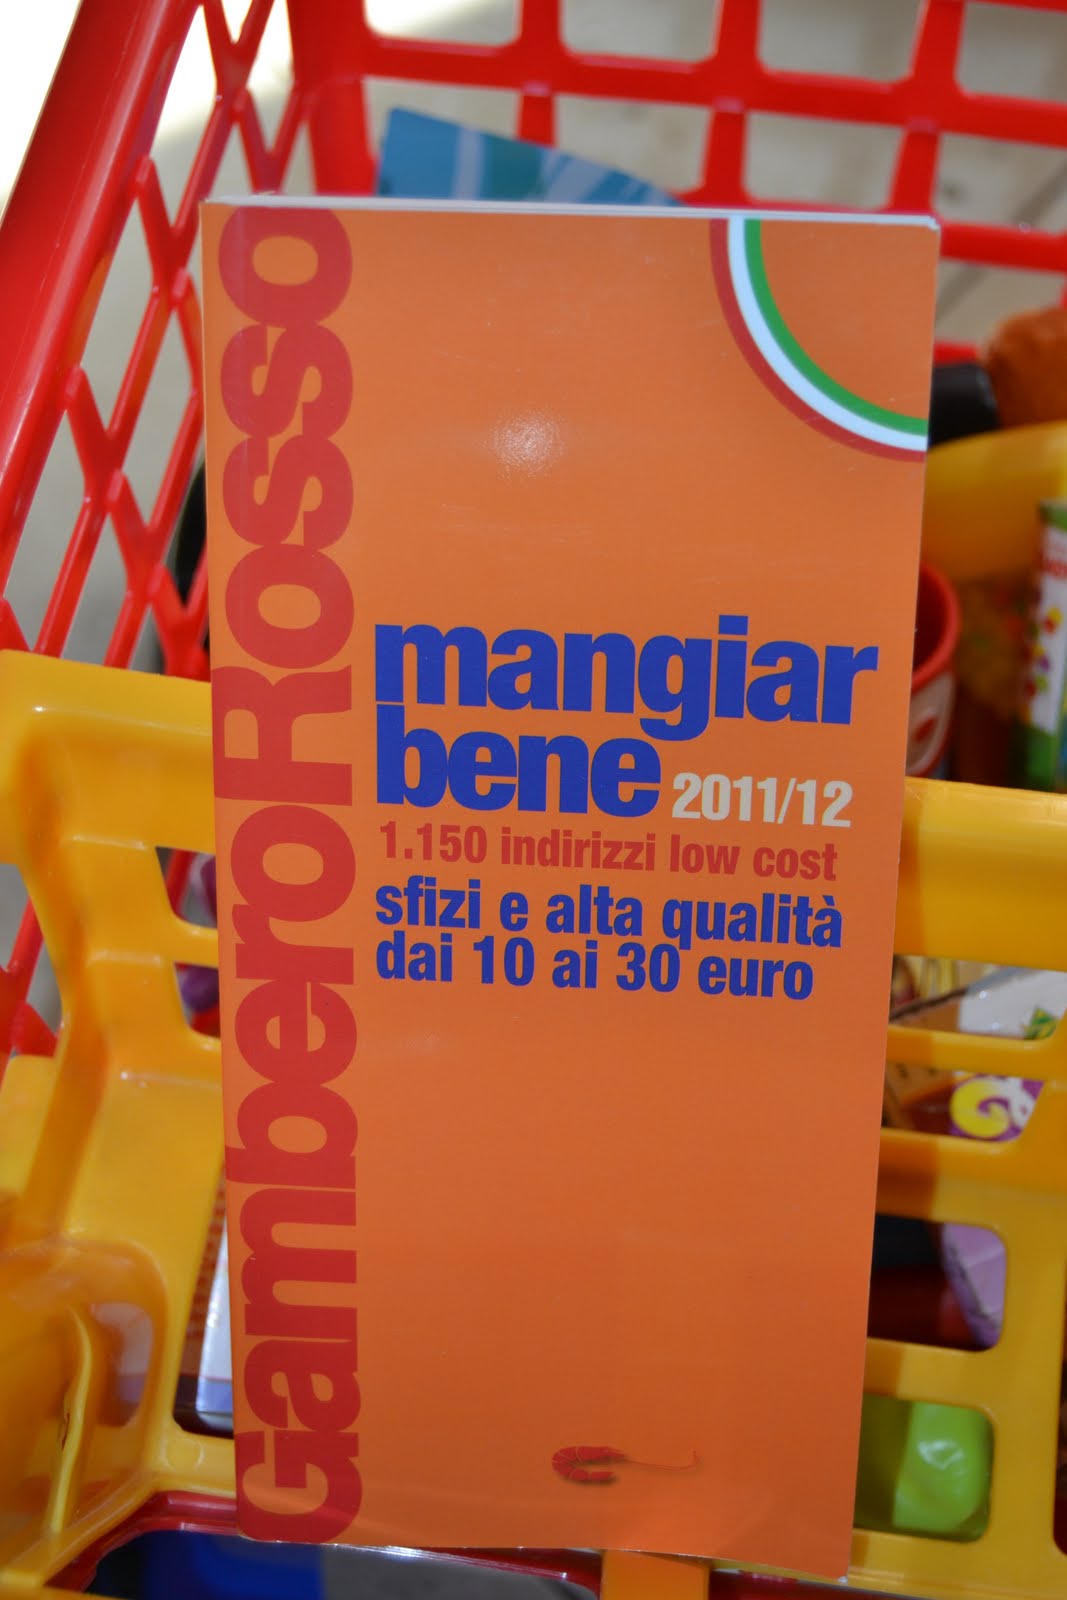 GamberoRosso
mangiar
bene 2011/12
1.150 indirizzi low cost
sfizi e alta qualità
dai 10 ai 30 euro